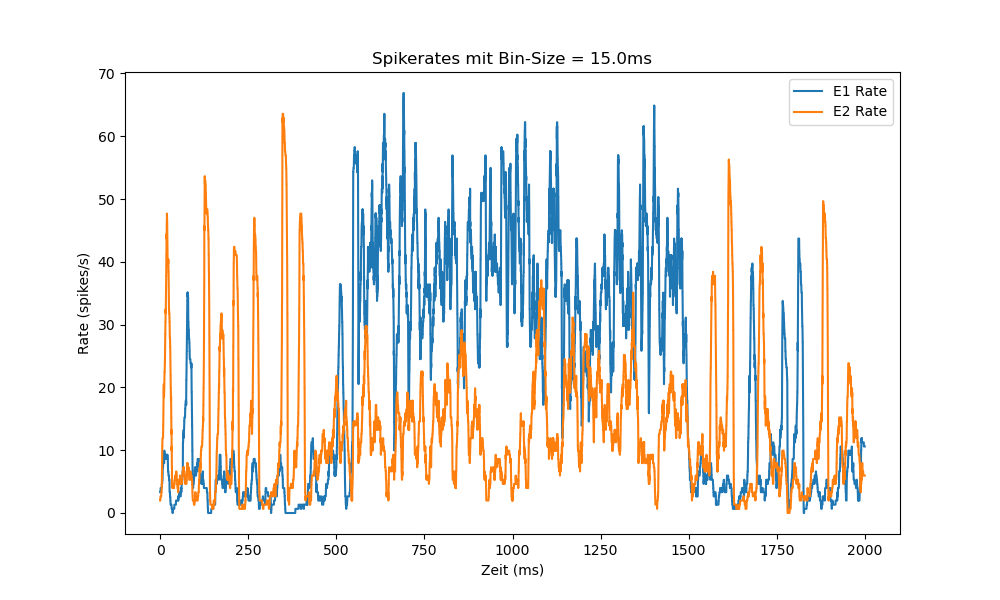 Spikerates mit Bin-Size = 15.0ms
E1 Rate
E2 Rate
Rate (spikes/s)
70
60
50
40
30
20
10
0
0 250 500 750 1000 1250 1500 1750 2000
Zeit (ms)